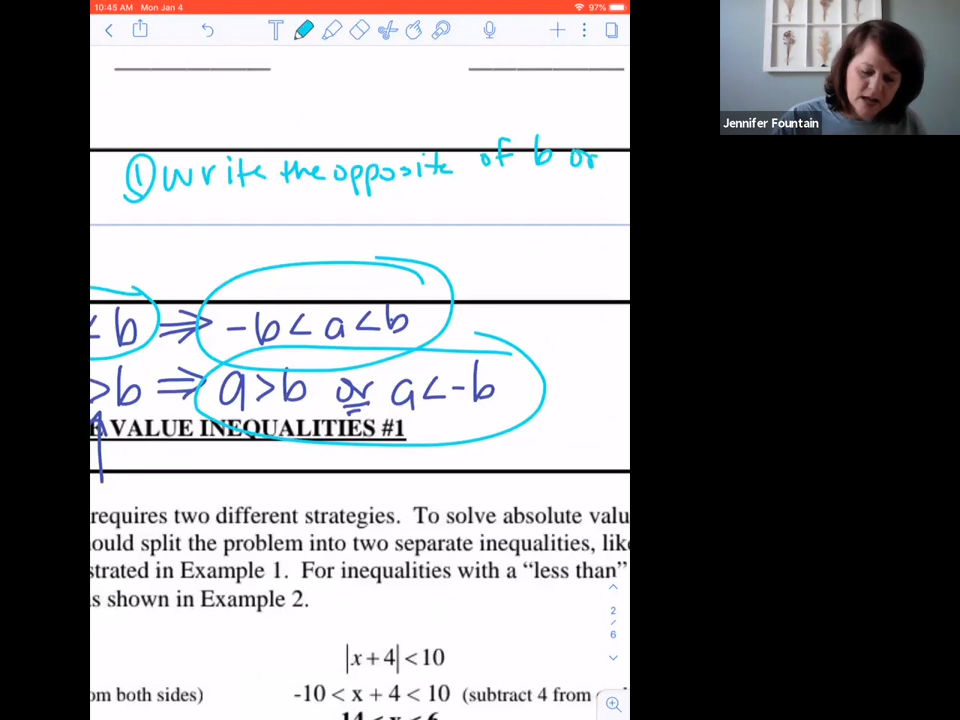 10:45 AM Mon Jan 4
97%
T
Jennifer Fountain
① Write the opposite of b or
< b ⇒ -b < a < b
> b ⇒ a > b or a < -b
E VALUE INEQUALITIES #1
requires two different strategies. To solve absolute valu
ould split the problem into two separate inequalities, lik
strated in Example 1. For inequalities with a “less than”
s shown in Example 2.
2
/
6
|x + 4| < 10
om both sides) -10 < x + 4 < 10 (subtract 4 from
14 < x < 6